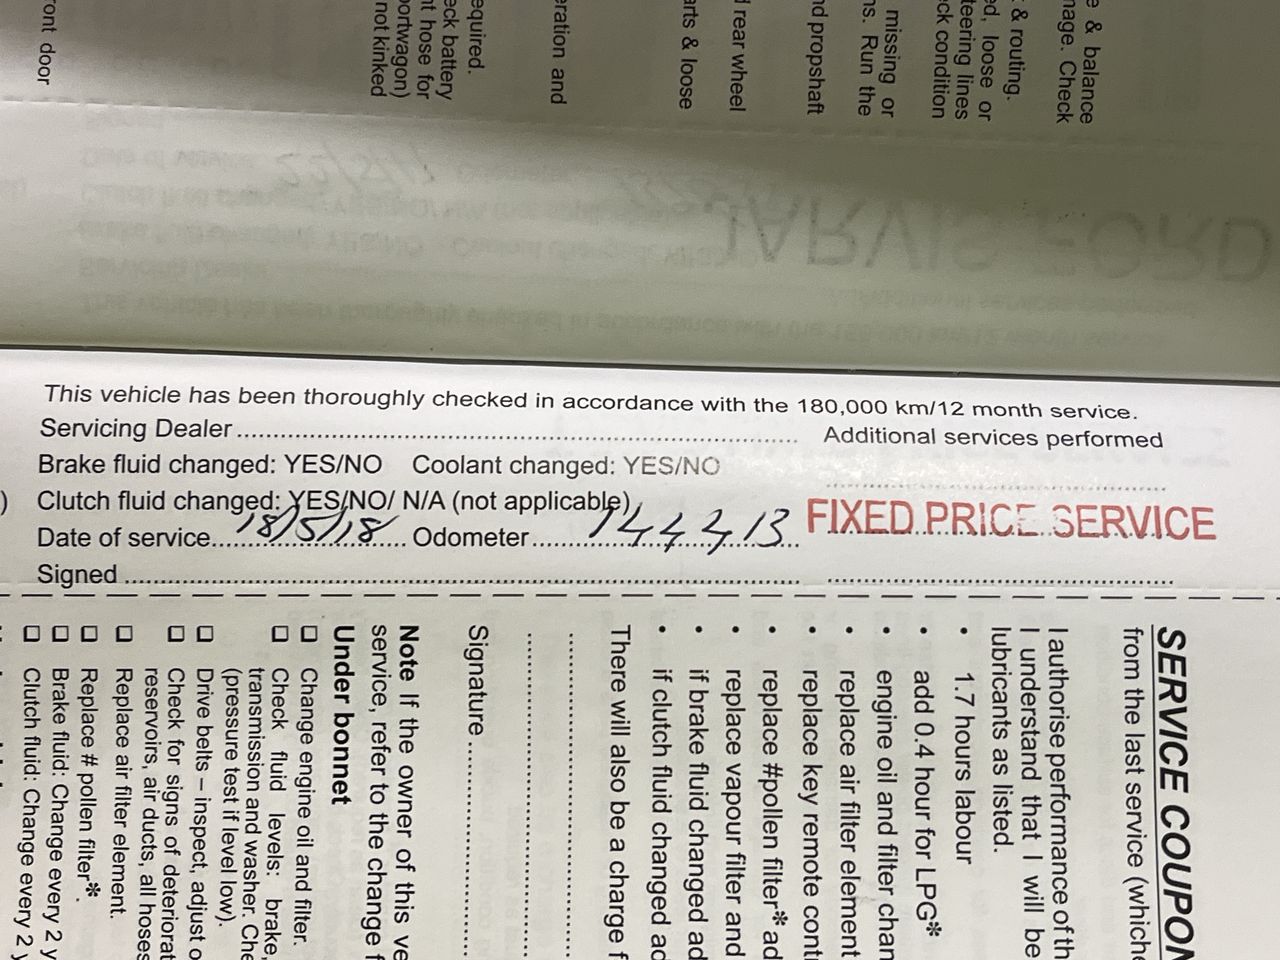 e & balance
nage. Check
& routing.
ed, loose or
teering lines
ck condition
missing or
ns. Run the
nd propshaft
d rear wheel
arts & loose
eration and
equired.
eck battery
nt hose for
portwagon)
not kinked
ront door
JARVIS FORD
This vehicle has been thoroughly checked in accordance with the 180,000 km/12 month service.
Servicing Dealer
Additional services performed
Brake fluid changed: YES/NO Coolant changed: YES/NO
) Clutch fluid changed: YES/NO/ N/A (not applicable)
Date of service 18/5/18 Odometer
FIXED PRICE SERVICE
Signed
SERVICE COUPON
from the last service (which
I authorise performance of th
I understand that I will be
lubricants as listed.
• 1.7 hours labour
• add 0.4 hour for LPG*
• engine oil and filter chan
• replace air filter element
• replace key remote contr
• replace #pollen filter* ad
• replace vapour filter and
• if brake fluid changed ad
• if clutch fluid changed ad
There will also be a charge f
Signature
Note If the owner of this ve
service, refer to the change f
Under bonnet
☐ Change engine oil and filter.
☐ Check fluid levels: brake,
transmission and washer. Che
(pressure test if level low).
☐ Drive belts – inspect, adjust o
☐ Check for signs of deteriorat
reservoirs, air ducts, all hoses
☐ Replace air filter element.
☐ Replace # pollen filter*.
☐ Brake fluid: Change every 2 y
☐ Clutch fluid: Change every 2 y